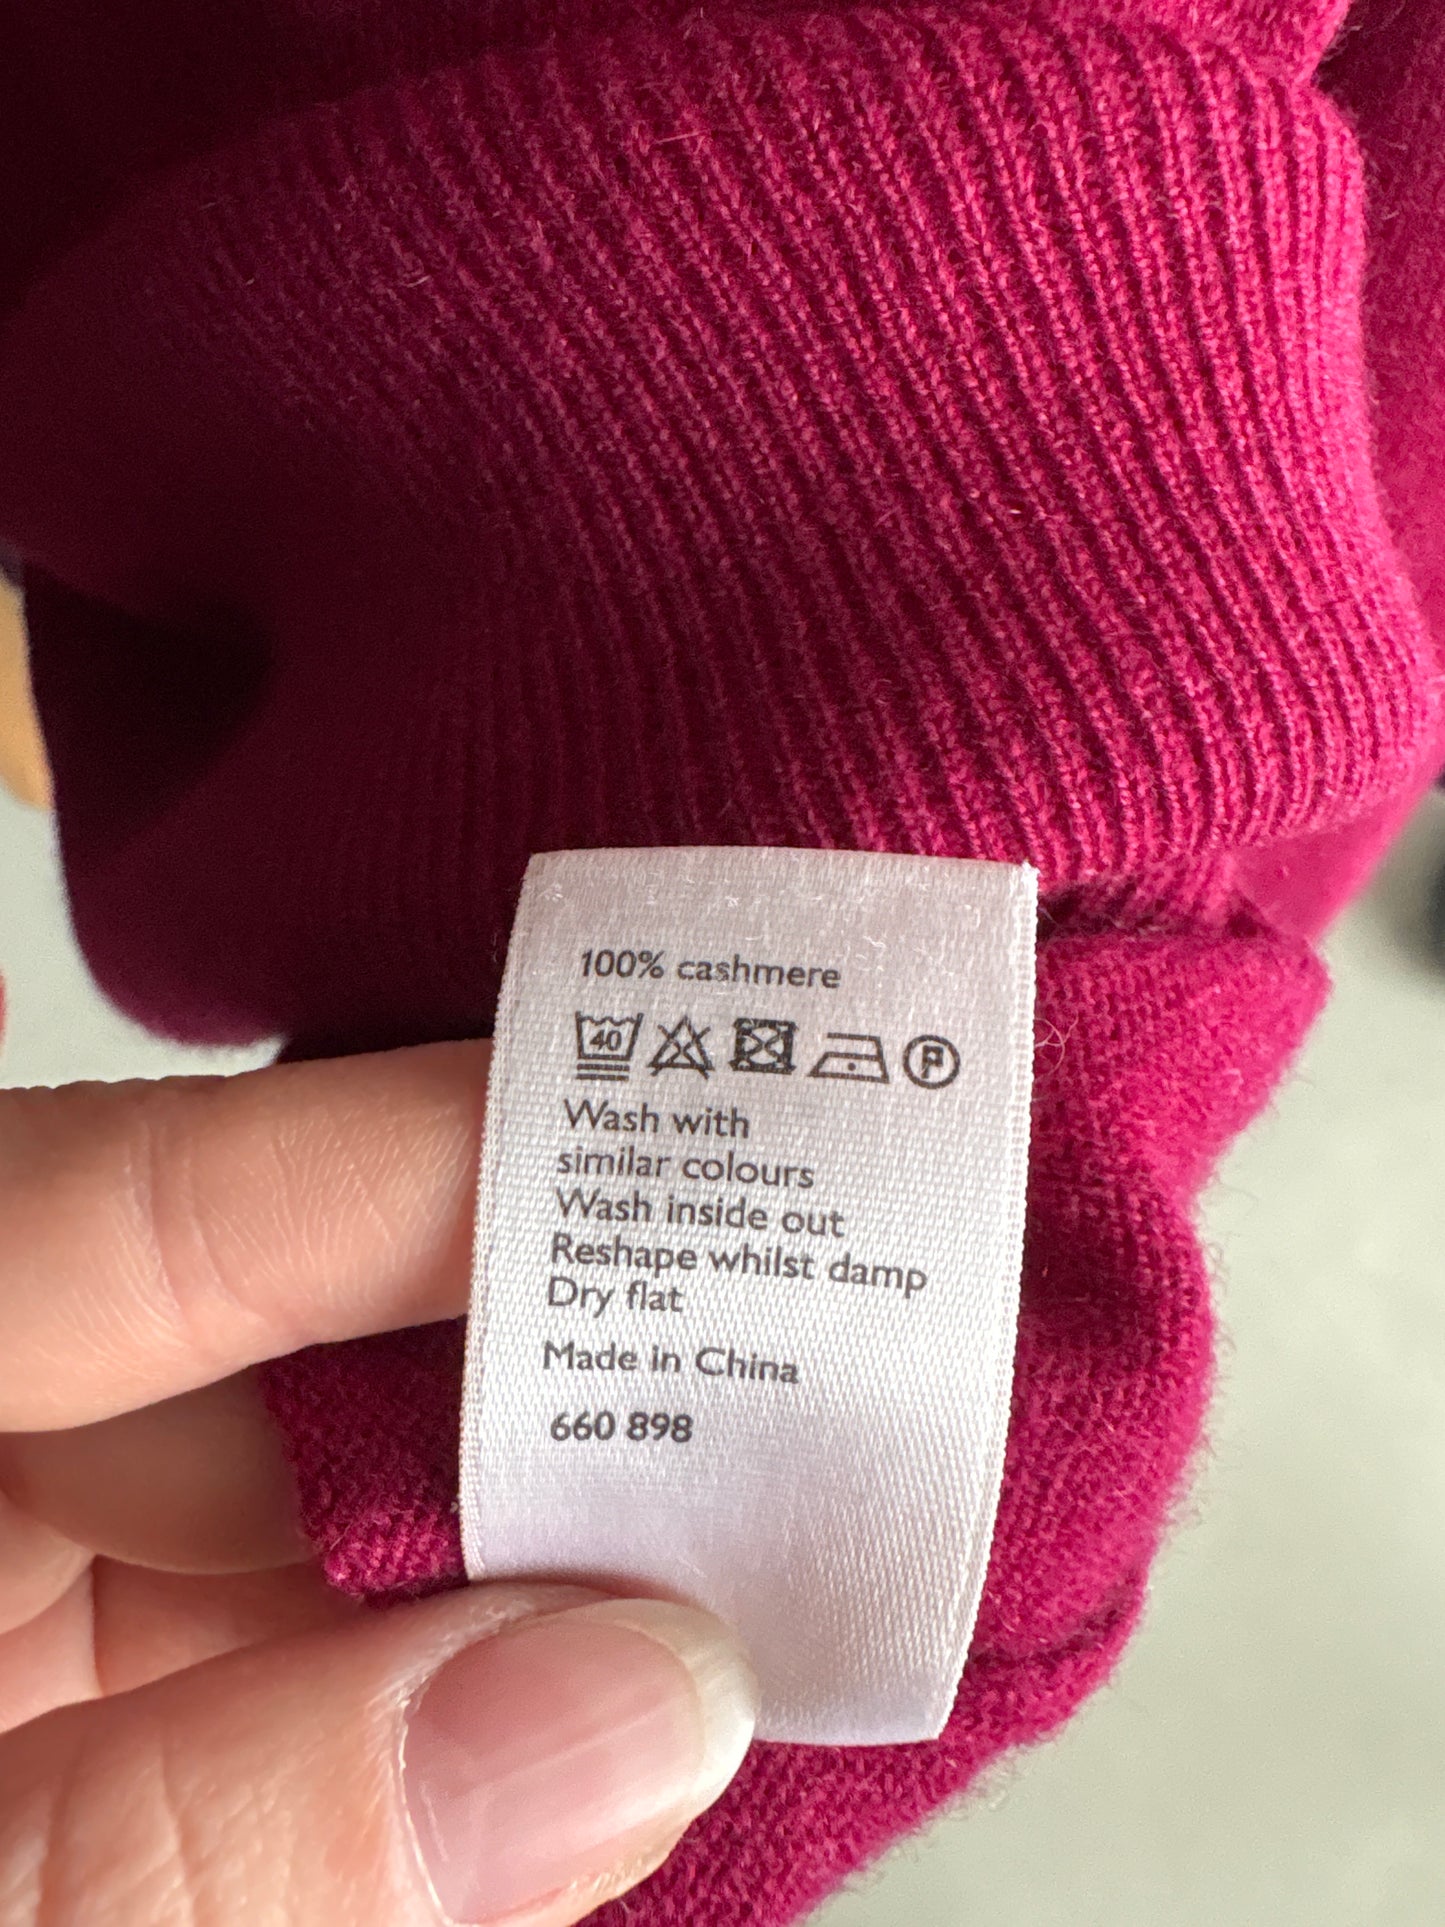 100% cashmere
40 P
Wash with
similar colours
Wash inside out
Reshape whilst damp
Dry flat
Made in China
660 898